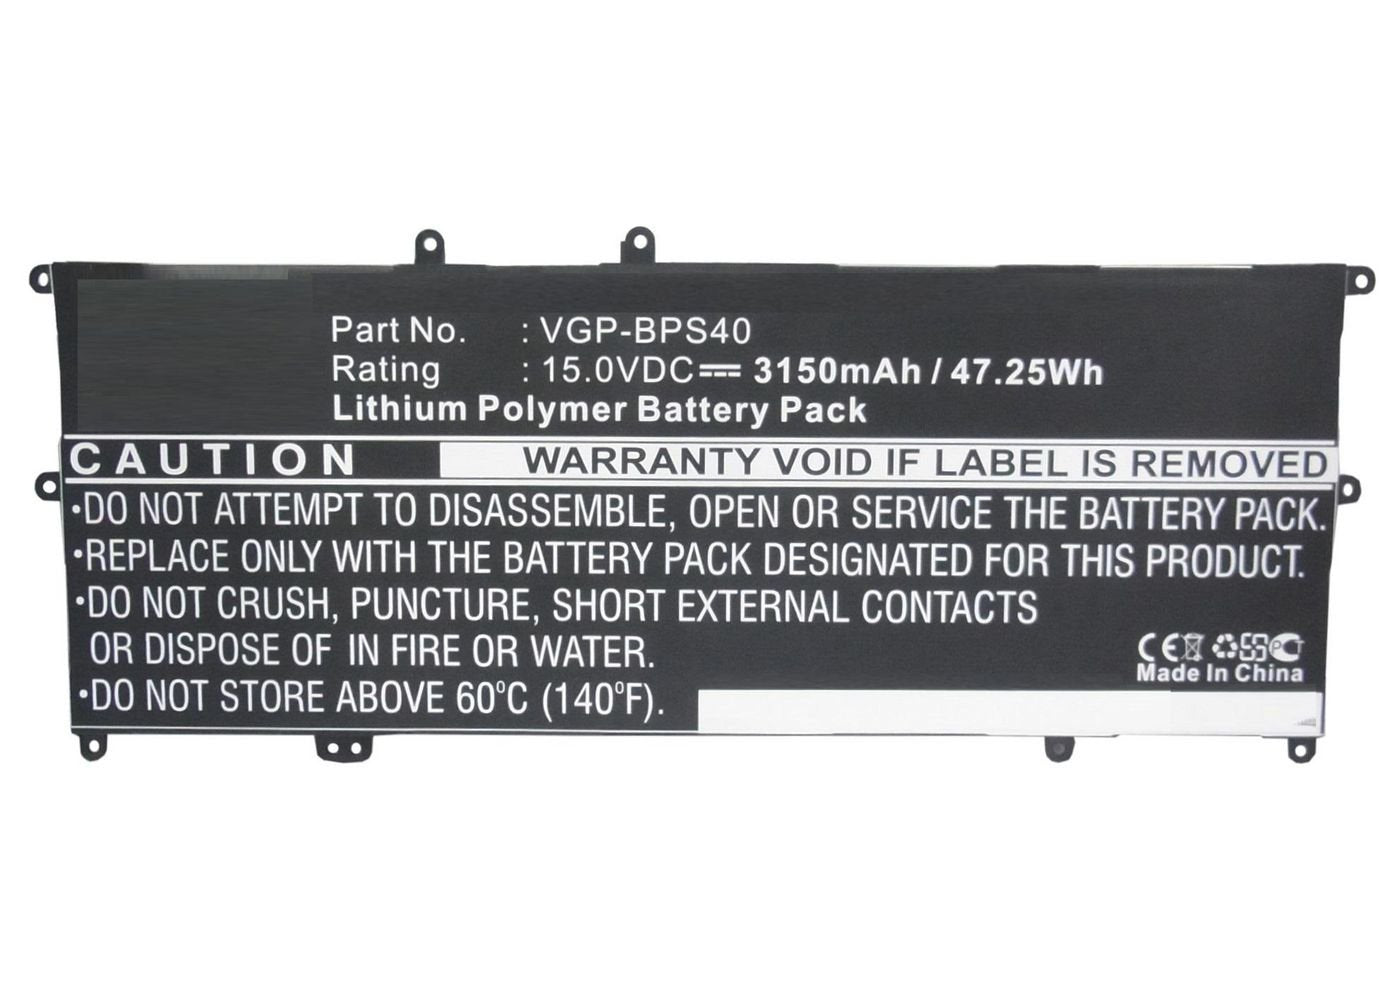 Part No. : VGP-BPS40
Rating : 15.0VDC 3150mAh / 47.25Wh
Lithium Polymer Battery Pack
CAUTION WARRANTY VOID IF LABEL IS REMOVED
•DO NOT ATTEMPT TO DISASSEMBLE, OPEN OR SERVICE THE BATTERY PACK.
•REPLACE ONLY WITH THE BATTERY PACK DESIGNATED FOR THIS PRODUCT.
•DO NOT CRUSH, PUNCTURE, SHORT EXTERNAL CONTACTS
OR DISPOSE OF IN FIRE OR WATER.
•DO NOT STORE ABOVE 60°C (140°F).
CE PCT
Made In China